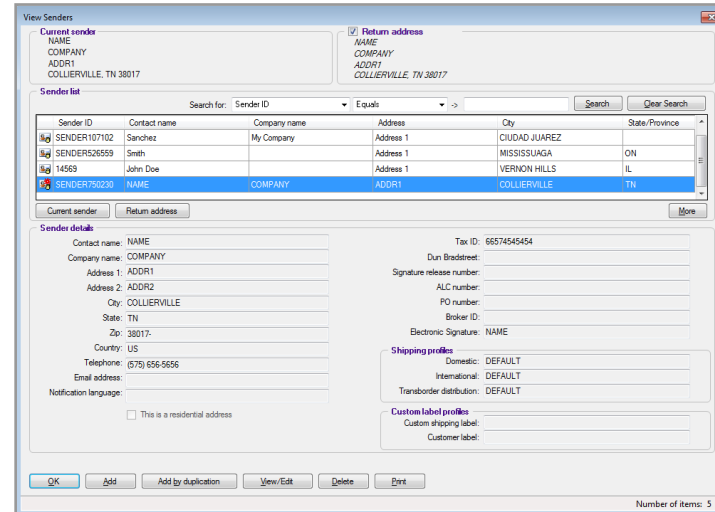 View Senders
Current sender
NAME
COMPANY
ADDR1
COLLIERVILLE, TN 38017
Return address
NAME
COMPANY
ADDR1
COLLIERVILLE, TN 38017
Sender list
Search for: Sender ID Equals -> Search Clear Search
Sender ID Contact name Company name Address City State/Province
SENDER107102 Sanchez My Company Address 1 CIUDAD JUAREZ
SENDER526559 Smith Address 1 MISSISSUAGA ON
14569 John Doe Address 1 VERNON HILLS IL
SENDER750230 NAME COMPANY ADDR1 COLLIERVILLE TN
Current sender Return address More
Sender details
Contact name: NAME
Company name: COMPANY
Address 1: ADDR1
Address 2: ADDR2
City: COLLIERVILLE
State: TN
Zip: 38017-
Country: US
Telephone: (575) 656-5656
Email address:
Notification language:
This is a residential address
Tax ID: 66574545454
Dun Bradstreet:
Signature release number:
ALC number:
PO number:
Broker ID:
Electronic Signature: NAME
Shipping profiles
Domestic: DEFAULT
International: DEFAULT
Transborder distribution: DEFAULT
Custom label profiles
Custom shipping label:
Customer label:
OK Add Add by duplication View/Edit Delete Print
Number of items: 5